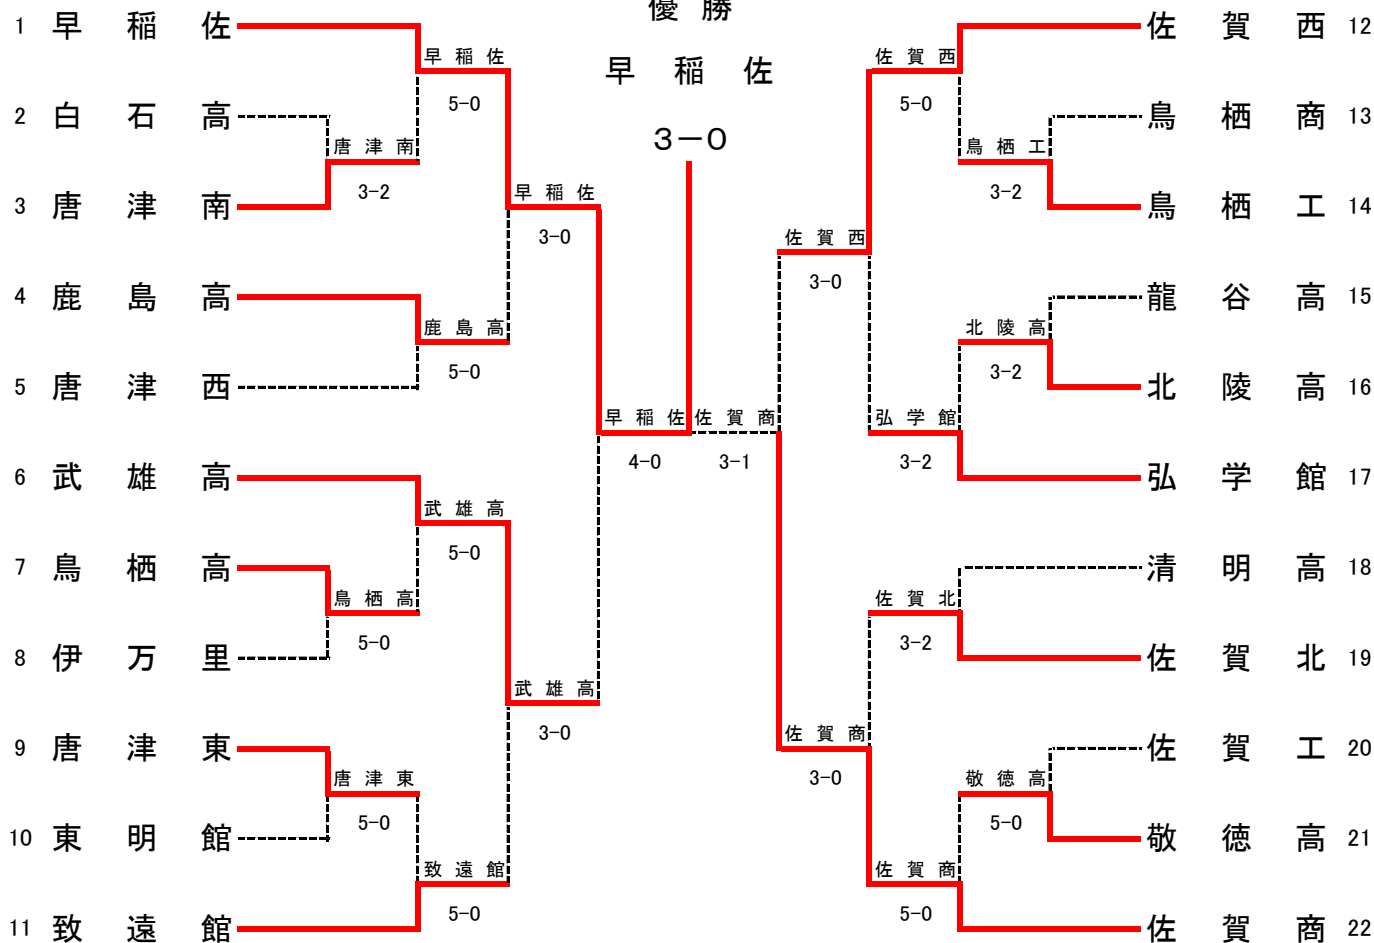 優勝
早稲佐
3-0
1 早稲佐
2 白石高
3 唐津南
4 鹿島高
5 唐津西
6 武雄高
7 鳥栖高
8 伊万里
9 唐津東
10 東明館
11 致遠館
唐津南
3-2
鳥栖高
5-0
唐津東
5-0
早稲佐
5-0
鹿島高
5-0
武雄高
5-0
致遠館
5-0
早稲佐
3-0
武雄高
3-0
早稲佐
4-0
佐賀商
3-1
佐賀西
3-0
佐賀商
3-0
佐賀西
5-0
弘学館
3-2
佐賀北
3-2
佐賀商
5-0
鳥栖工
3-2
北陵高
3-2
敬徳高
5-0
佐賀西 12
鳥栖商 13
鳥栖工 14
龍谷高 15
北陵高 16
弘学館 17
清明高 18
佐賀北 19
佐賀工 20
敬徳高 21
佐賀商 22